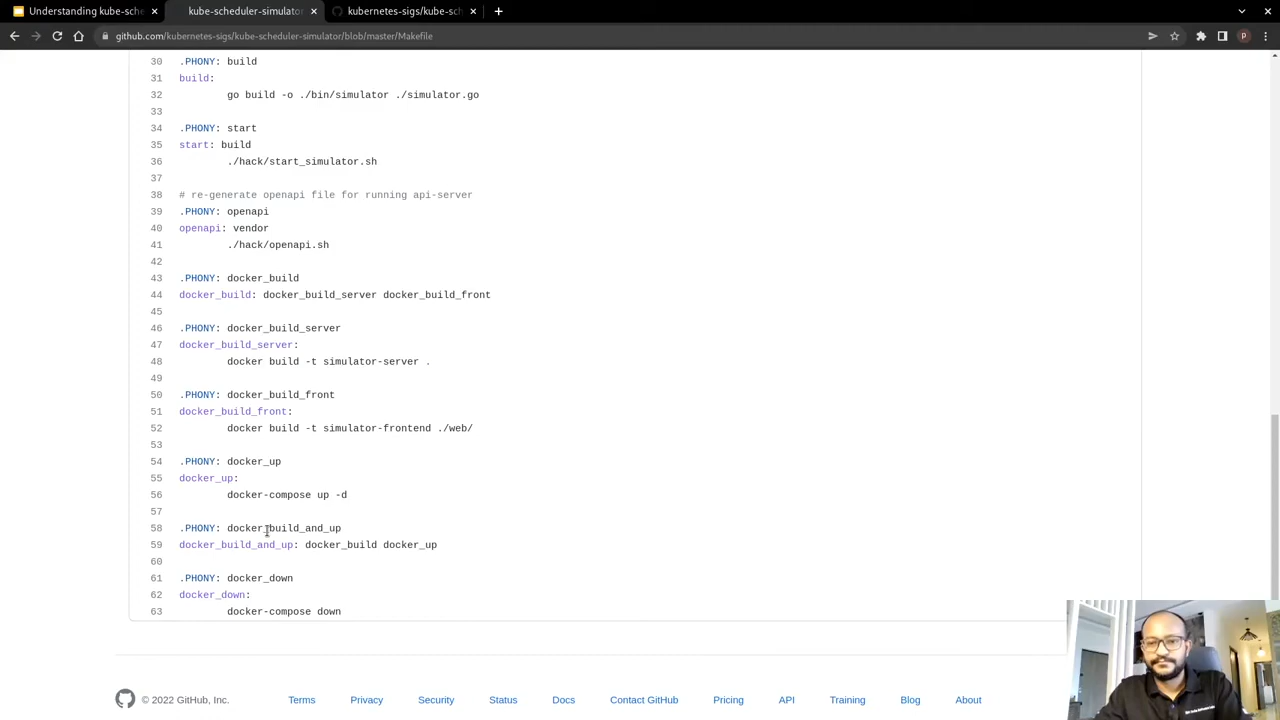 Understanding kube-sch
kube-scheduler-simulator
kubernetes-sigs/kube-sch
github.com/kubernetes-sigs/kube-scheduler-simulator/blob/master/Makefile
p
30 .PHONY: build
31 build:
32 go build -o ./bin/simulator ./simulator.go
33
34 .PHONY: start
35 start: build
36 ./hack/start_simulator.sh
37
38 # re-generate openapi file for running api-server
39 .PHONY: openapi
40 openapi: vendor
41 ./hack/openapi.sh
42
43 .PHONY: docker_build
44 docker_build: docker_build_server docker_build_front
45
46 .PHONY: docker_build_server
47 docker_build_server:
48 docker build -t simulator-server .
49
50 .PHONY: docker_build_front
51 docker_build_front:
52 docker build -t simulator-frontend ./web/
53
54 .PHONY: docker_up
55 docker_up:
56 docker-compose up -d
57
58 .PHONY: docker_build_and_up
59 docker_build_and_up: docker_build docker_up
60
61 .PHONY: docker_down
62 docker_down:
63 docker-compose down
© 2022 GitHub, Inc. Terms Privacy Security Status Docs Contact GitHub Pricing API Training Blog About